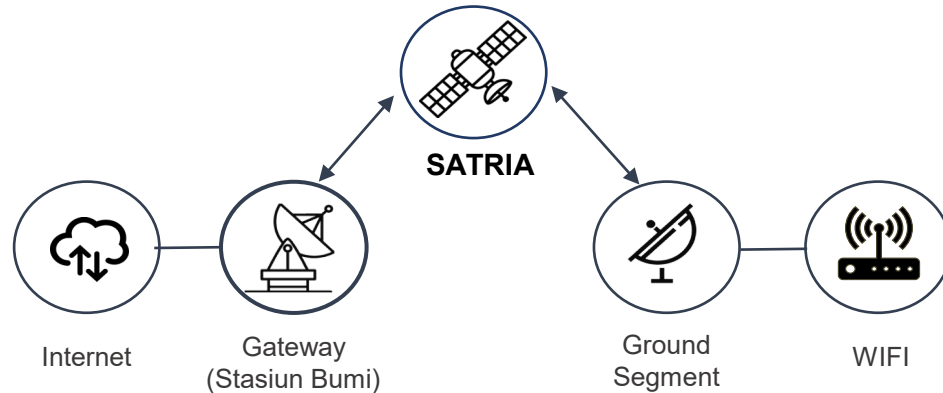 SATRIA
Internet
Gateway
(Stasiun Bumi)
Ground
Segment
WIFI